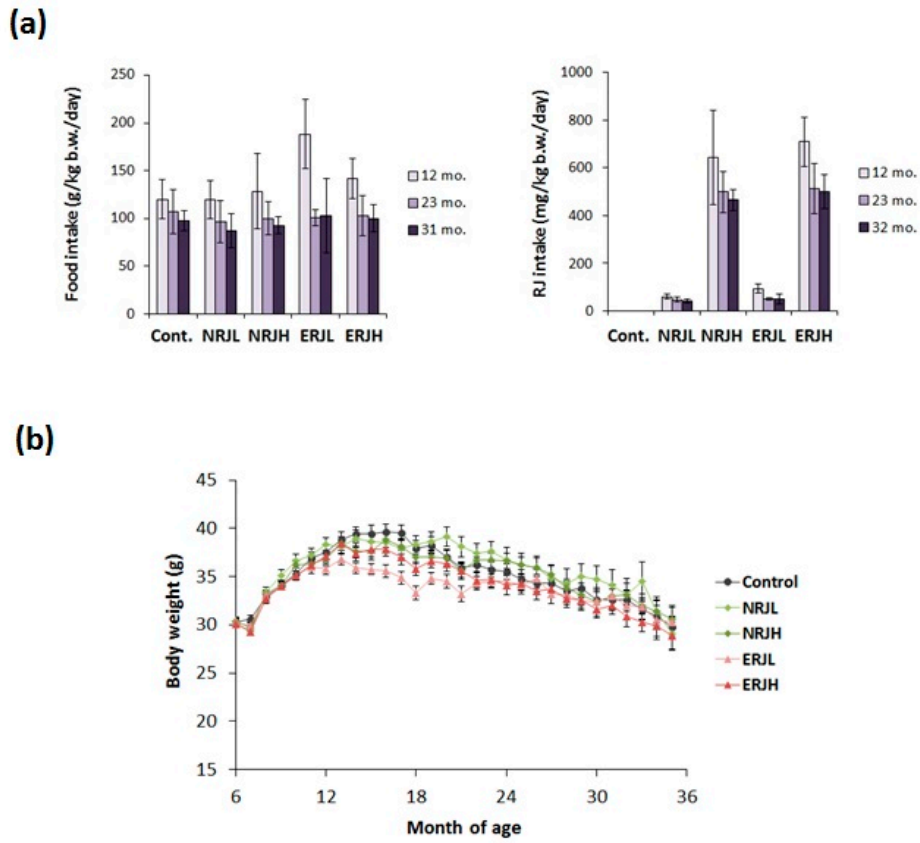 (a)
250
200
150
100
50
0
Food intake (g/kg b.w./day)
Cont. NRJL NRJH ERJL ERJH
12 mo.
23 mo.
31 mo.
1000
800
600
400
200
0
RJ intake (mg/kg b.w./day)
Cont. NRJL NRJH ERJL ERJH
12 mo.
23 mo.
32 mo.
(b)
45
40
35
30
25
20
15
Body weight (g)
6 12 18 24 30 36
Month of age
Control
NRJL
NRJH
ERJL
ERJH